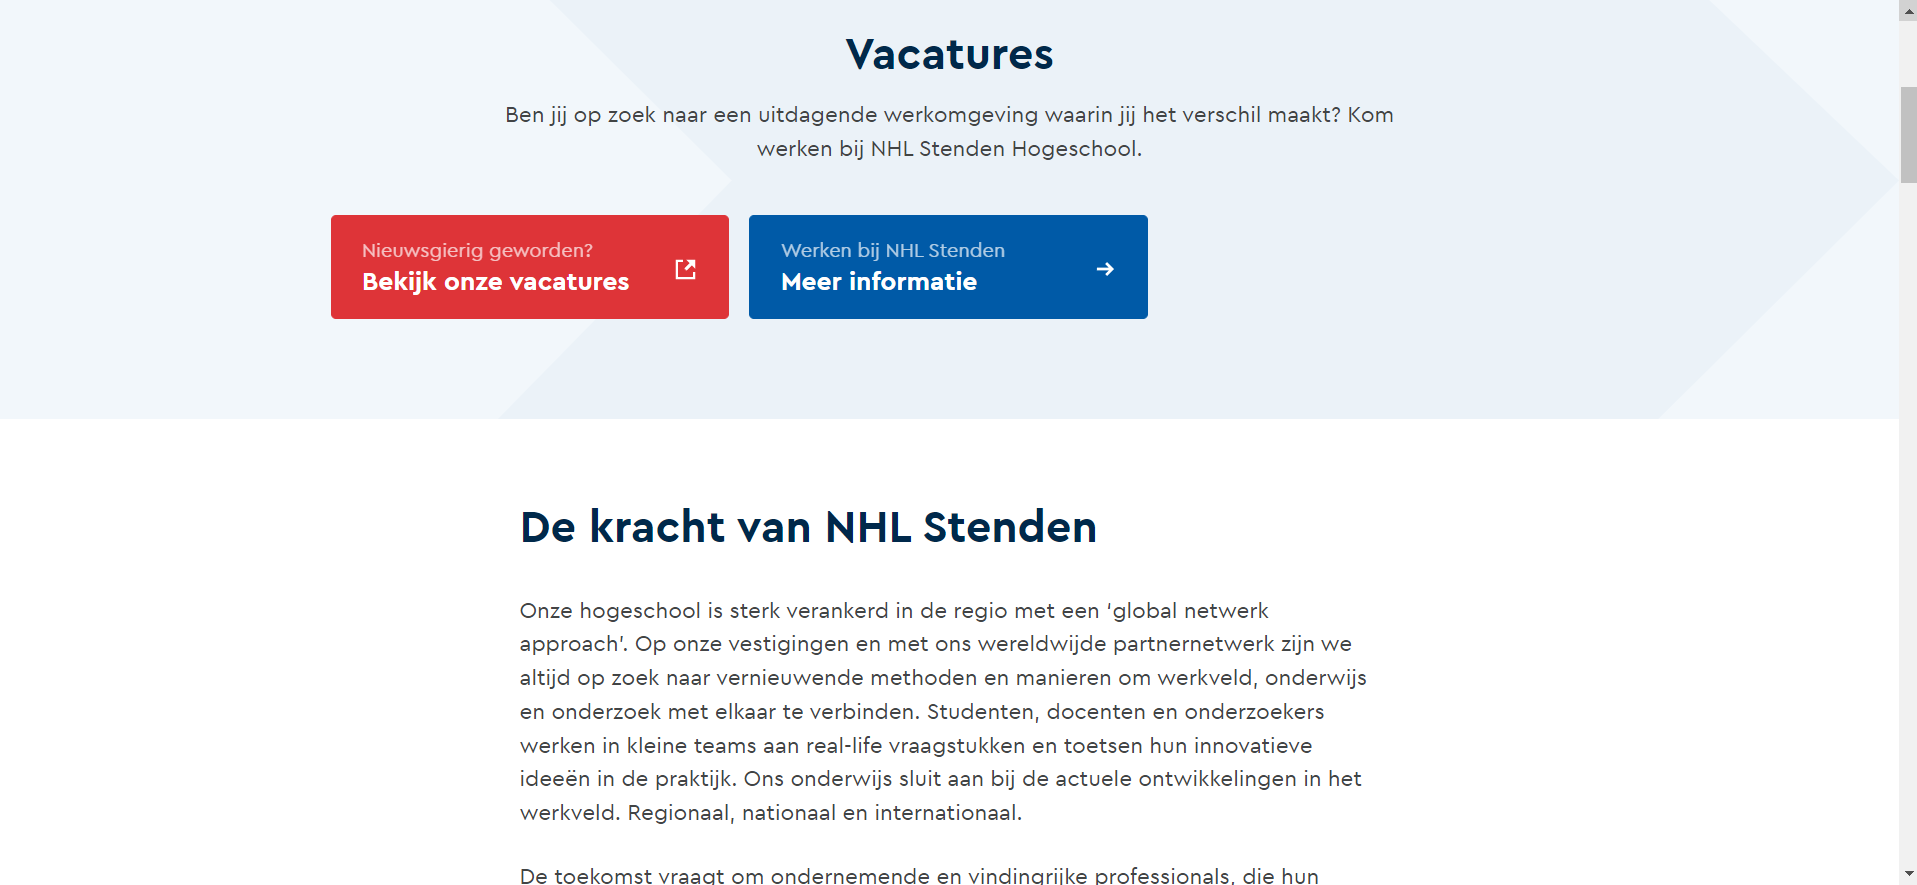 Vacatures
Ben jij op zoek naar een uitdagende werkomgeving waarin jij het verschil maakt? Kom
werken bij NHL Stenden Hogeschool.
Nieuwsgierig geworden?
Bekijk onze vacatures
Werken bij NHL Stenden
Meer informatie
De kracht van NHL Stenden
Onze hogeschool is sterk verankerd in de regio met een ‘global netwerk
approach’. Op onze vestigingen en met ons wereldwijde partnernetwerk zijn we
altijd op zoek naar vernieuwende methoden en manieren om werkveld, onderwijs
en onderzoek met elkaar te verbinden. Studenten, docenten en onderzoekers
werken in kleine teams aan real-life vraagstukken en toetsen hun innovatieve
ideeën in de praktijk. Ons onderwijs sluit aan bij de actuele ontwikkelingen in het
werkveld. Regionaal, nationaal en internationaal.
De toekomst vraagt om ondernemende en vindingrijke professionals, die hun